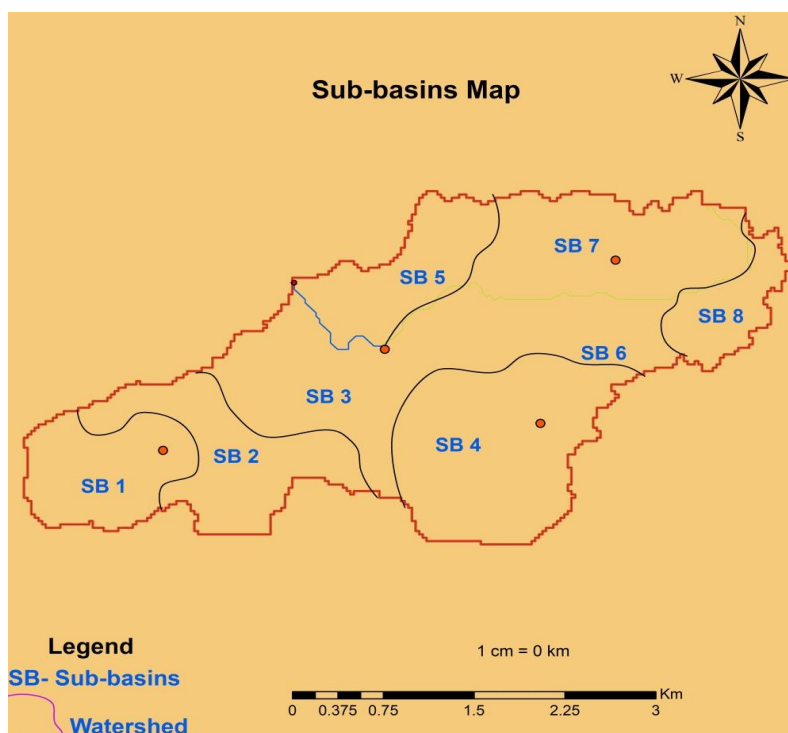 N
Sub-basins Map
W
S
SB 7
SB 5
SB 8
SB 6
SB 3
SB 4
SB 2
SB 1
Legend
1 cm = 0 km
SB- Sub-basins
Km
0 0.375 0.75 1.5 2.25 3
Watershed